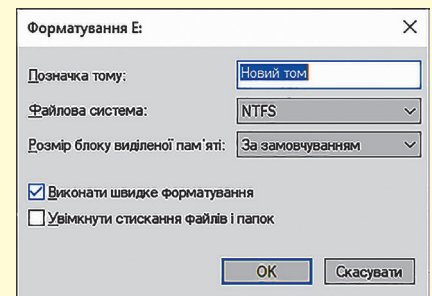 Форматування E:
Позначка тому: Новий том
Файлова система: NTFS
Розмір блоку виділеної пам'яті: За замовчуванням
Виконати швидке форматування
Увімкнути стискання файлів і папок
ОК Скасувати